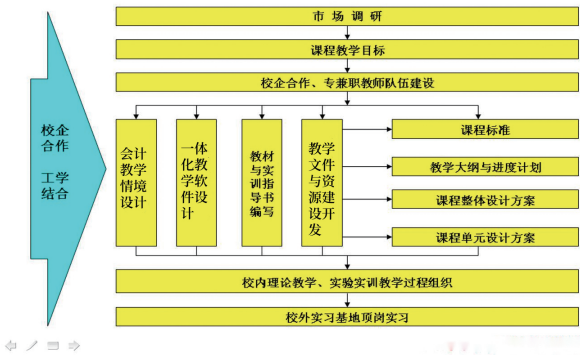 市 场 调 研
课程教学目标
校企合作、专兼职教师队伍建设
校企
合作
工学
结合
会计
教学
情境
设计
一体
化教
学软
件设
计
教材
与实
训指
导书
编写
教学
文件
与资
源建
设开
发
课程标准
教学大纲与进度计划
课程整体设计方案
课程单元设计方案
校内理论教学、实验实训教学过程组织
校外实习基地顶岗实习